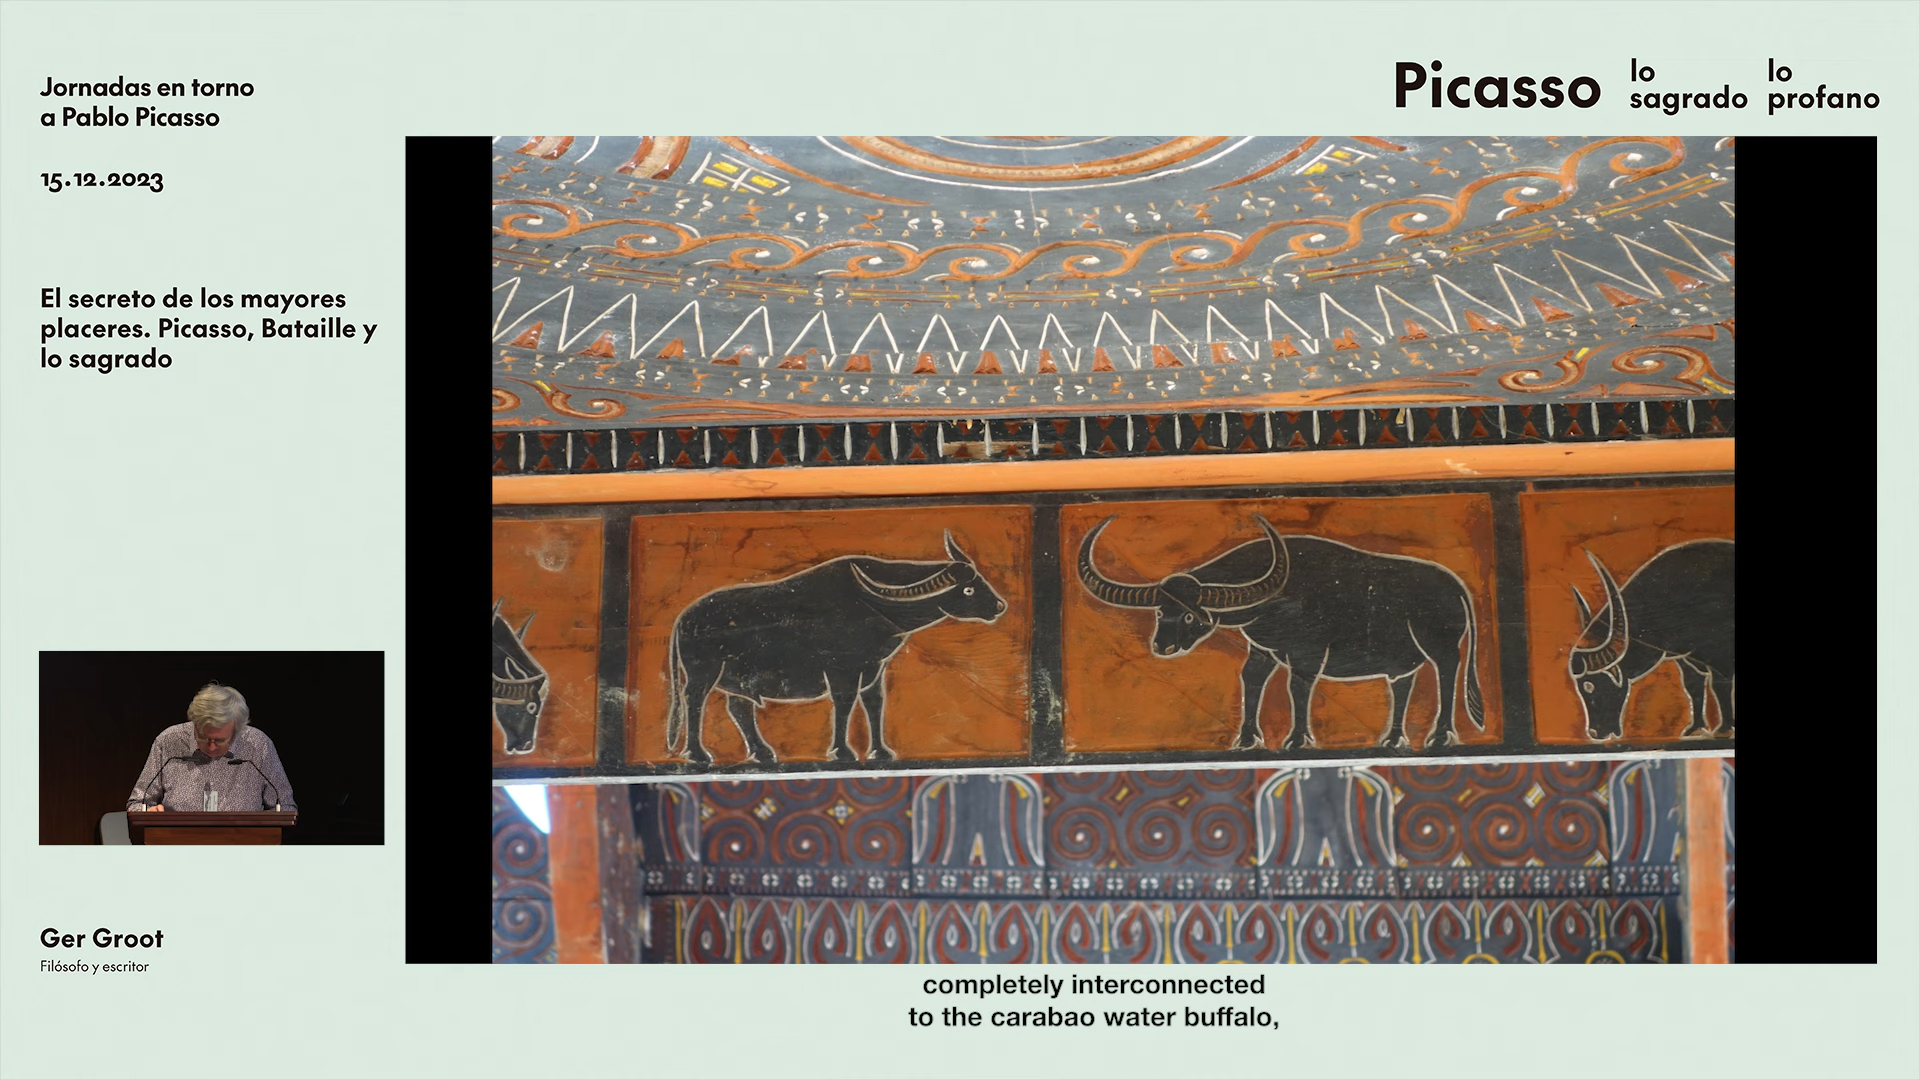 Jornadas en torno
a Pablo Picasso
15.12.2023
El secreto de los mayores
placeres. Picasso, Bataille y
lo sagrado
Ger Groot
Filósofo y escritor
Picasso
lo
sagrado
lo
profano
completely interconnected
to the carabao water buffalo,